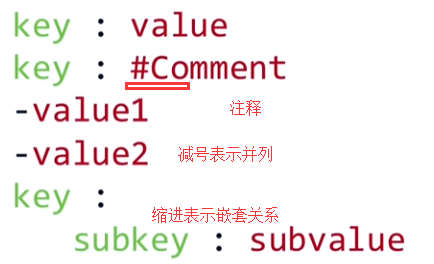 key : value
key : #Comment
-value1
注释
-value2
减号表示并列
key :
缩进表示嵌套关系
subkey : subvalue